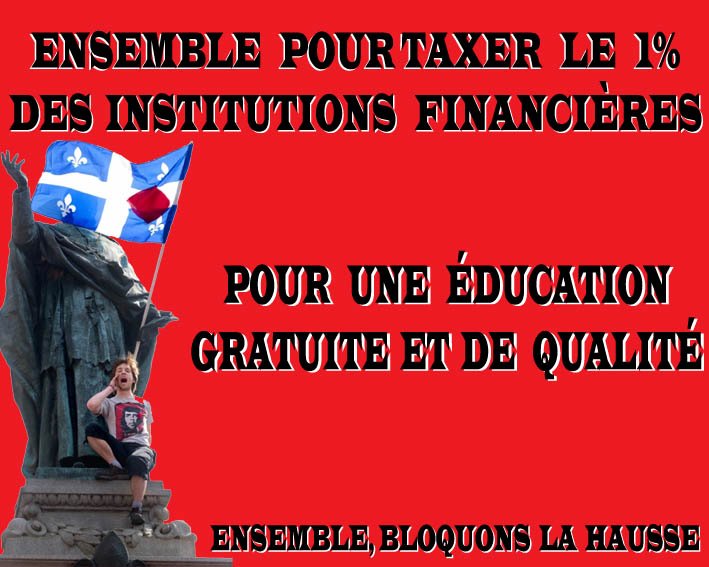 ENSEMBLE POUR TAXER LE 1%
DES INSTITUTIONS FINANCIÈRES
POUR UNE ÉDUCATION
GRATUITE ET DE QUALITÉ
ENSEMBLE, BLOQUONS LA HAUSSE